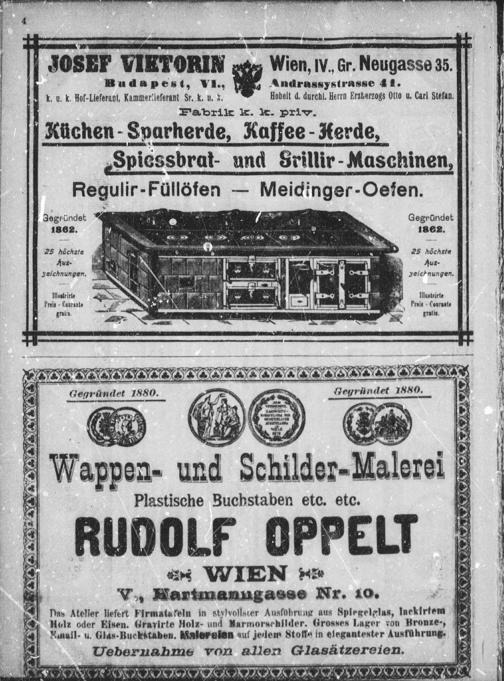 4
JOSEF VIKTORIN
Wien, IV., Gr. Neugasse 35.
Budapest, VI., Andrassystrasse 41.
k. u. k. Hof-Lieferant, Kammerlieferant Sr. k. u. k. Hoheit d. durchl. Herrn Erzherzogs Otto u. Carl Stefan.
Fabrik k. k. priv.
Küchen-Sparherde, Kaffee-Herde,
Spiessbrat- und Grillir-Maschinen,
Regulir-Füllöfen — Meidinger-Oefen.
Gegründet
1862.
25 höchste
Aus-
zeichnungen.
Illustrirte
Preis-Courante
gratis.
Gegründet
1862.
25 höchste
Aus-
zeichnungen.
Illustrirte
Preis-Courante
gratis.
Gegründet 1880.
Gegründet 1880.
Wappen- und Schilder-Malerei
Plastische Buchstaben etc. etc.
RUDOLF OPPELT
WIEN
V., Hartmanngasse Nr. 10.
Das Atelier liefert Firmatafeln in stylvollster Ausführung aus Spiegelglas, lackirtem
Holz oder Eisen. Gravirte Holz- und Marmorschilder. Grosses Lager von Bronze-,
Email- u. Glas-Buchstaben. Malereien auf jedem Stoffe in elegantester Ausführung.
Uebernahme von allen Glasätzereien.